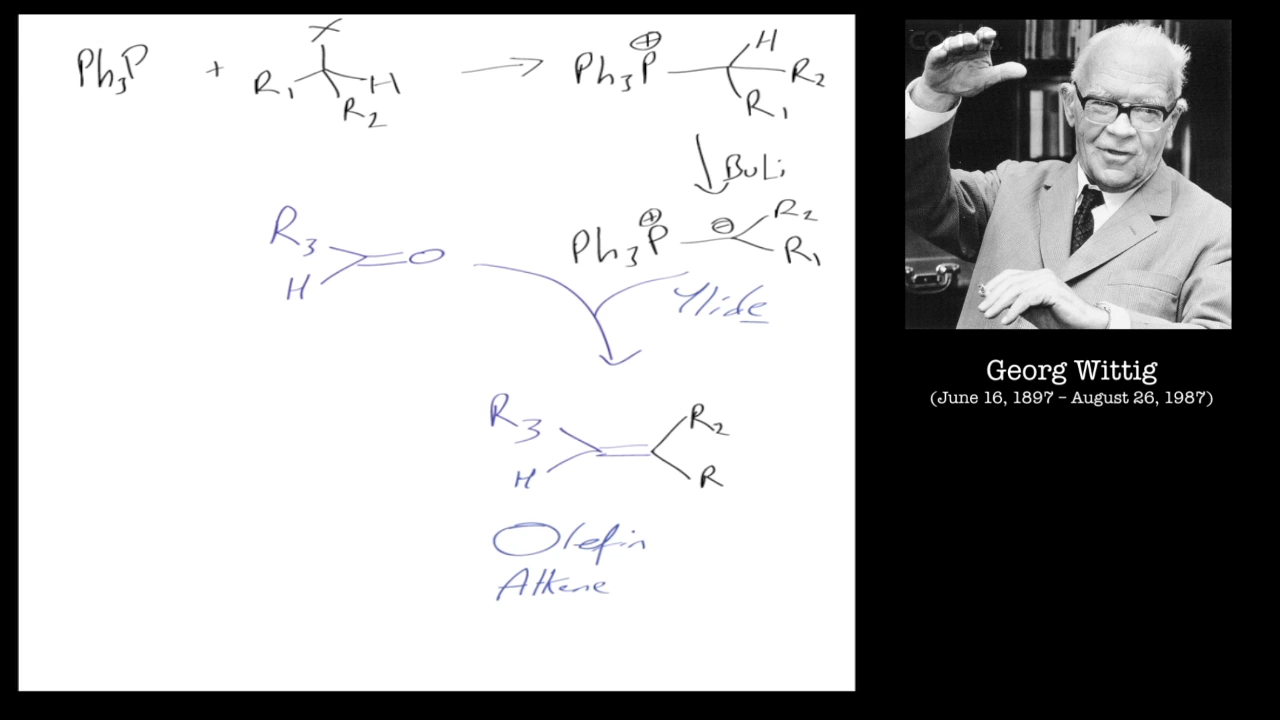 Ph3P + R1 X H R2 → Ph3P ⊕ H R2 R1
BuLi
R3 H O
Ph3P ⊕ ⊖ R2 R1
Ylide
R3 H R2 R
Olefin
Alkene
corbis
Georg Wittig
(June 16, 1897 – August 26, 1987)